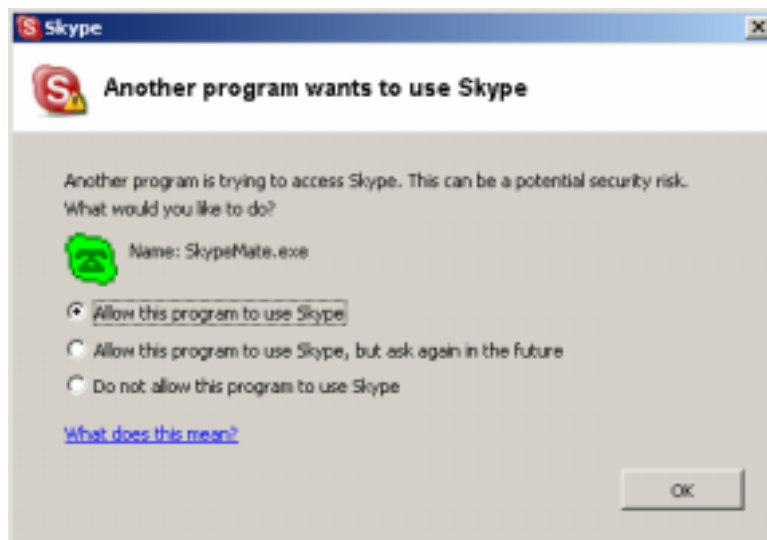 Skype
Another program wants to use Skype
Another program is trying to access Skype. This can be a potential security risk.
What would you like to do?
Name: SkypeMate.exe
Allow this program to use Skype
Allow this program to use Skype, but ask again in the future
Do not allow this program to use Skype
What does this mean?
OK